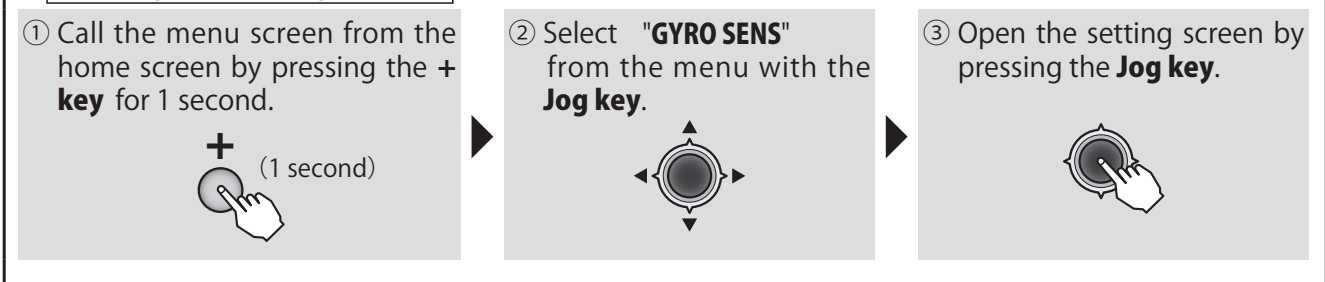 ① Call the menu screen from the
home screen by pressing the +
key for 1 second.
+
(1 second)
② Select "GYRO SENS"
from the menu with the
Jog key.
③ Open the setting screen by
pressing the Jog key.